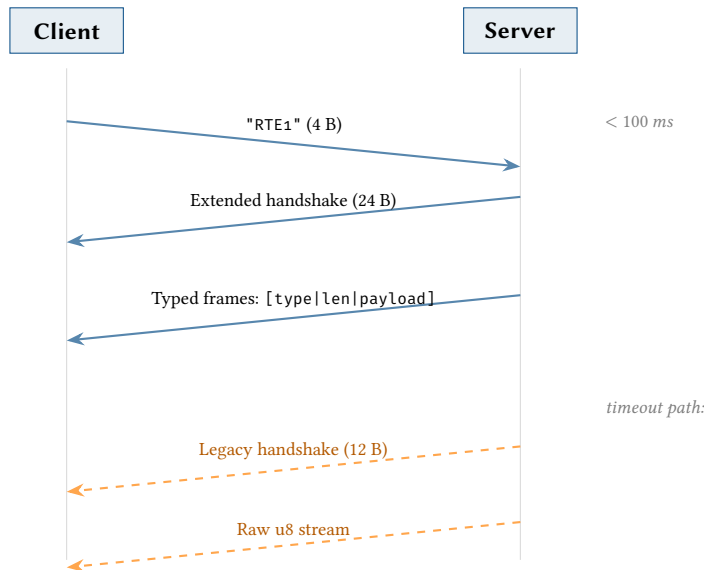 Client
Server
"RTE1" (4 B)
< 100 ms
Extended handshake (24 B)
Typed frames: [type|len|payload]
timeout path:
Legacy handshake (12 B)
Raw u8 stream